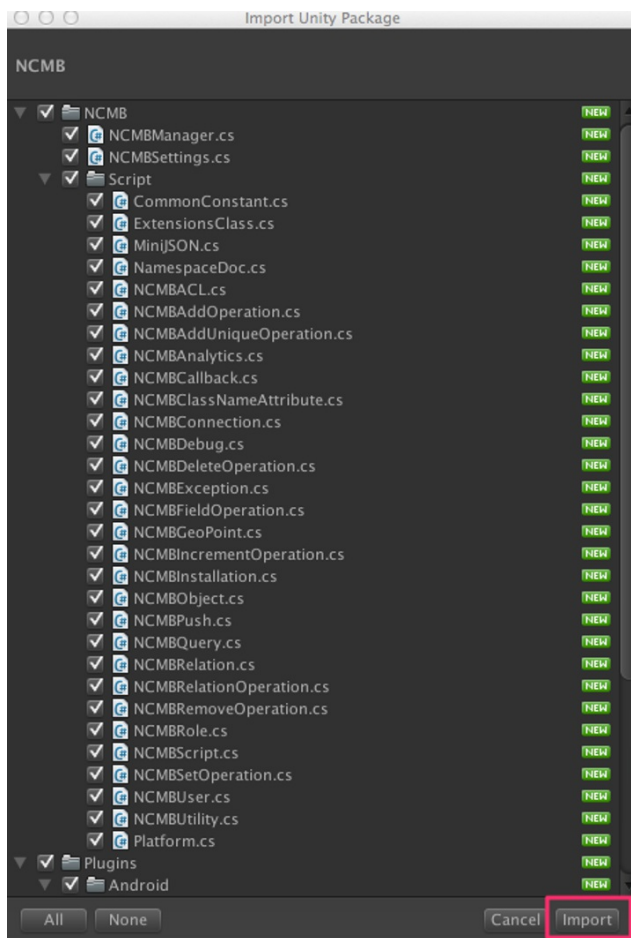 Import Unity Package
NCMB
NCMB NEW
NCMBManager.cs NEW
NCMBSettings.cs NEW
Script NEW
CommonConstant.cs NEW
ExtensionsClass.cs NEW
MiniJSON.cs NEW
NamespaceDoc.cs NEW
NCMBACL.cs NEW
NCMBAddOperation.cs NEW
NCMBAddUniqueOperation.cs NEW
NCMBAnalytics.cs NEW
NCMBCallback.cs NEW
NCMBClassNameAttribute.cs NEW
NCMBConnection.cs NEW
NCMBDebug.cs NEW
NCMBDeleteOperation.cs NEW
NCMBException.cs NEW
NCMBFieldOperation.cs NEW
NCMBGeoPoint.cs NEW
NCMBIncrementOperation.cs NEW
NCMBInstallation.cs NEW
NCMBObject.cs NEW
NCMBPush.cs NEW
NCMBQuery.cs NEW
NCMBRelation.cs NEW
NCMBRelationOperation.cs NEW
NCMBRemoveOperation.cs NEW
NCMBRole.cs NEW
NCMBScript.cs NEW
NCMBSetOperation.cs NEW
NCMBUser.cs NEW
NCMBUtility.cs NEW
Platform.cs NEW
Plugins NEW
Android NEW
All None Cancel Import